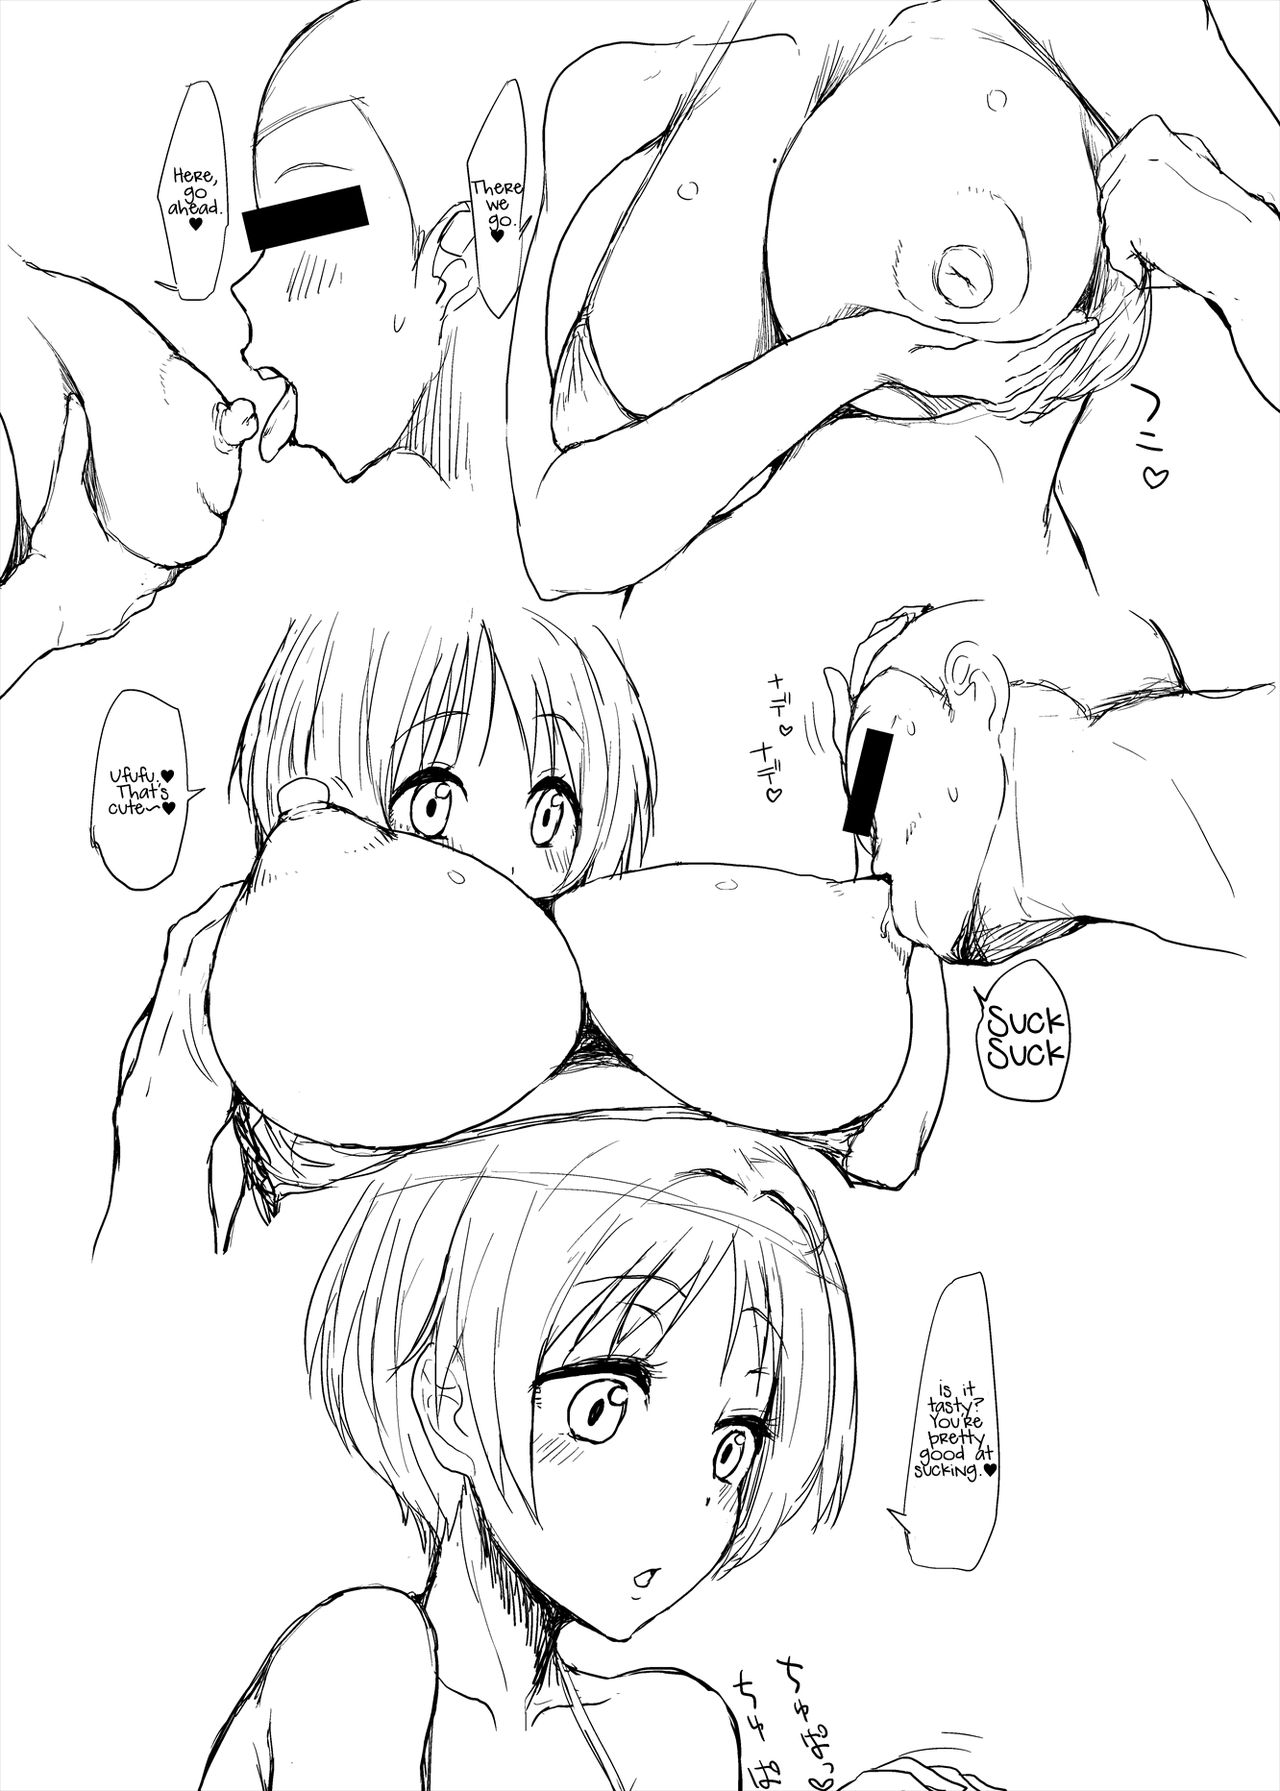 There
we
go.♥
Here,
go
ahead.
♥
ﾅﾃﾞ♡
ﾅﾃﾞ♡
Ufufu.♥
That's
cute~♥
Suck
Suck
Is it
tasty?
You're
pretty
good at
sucking.♥
ちゅぱっ♡
ちゅぱ